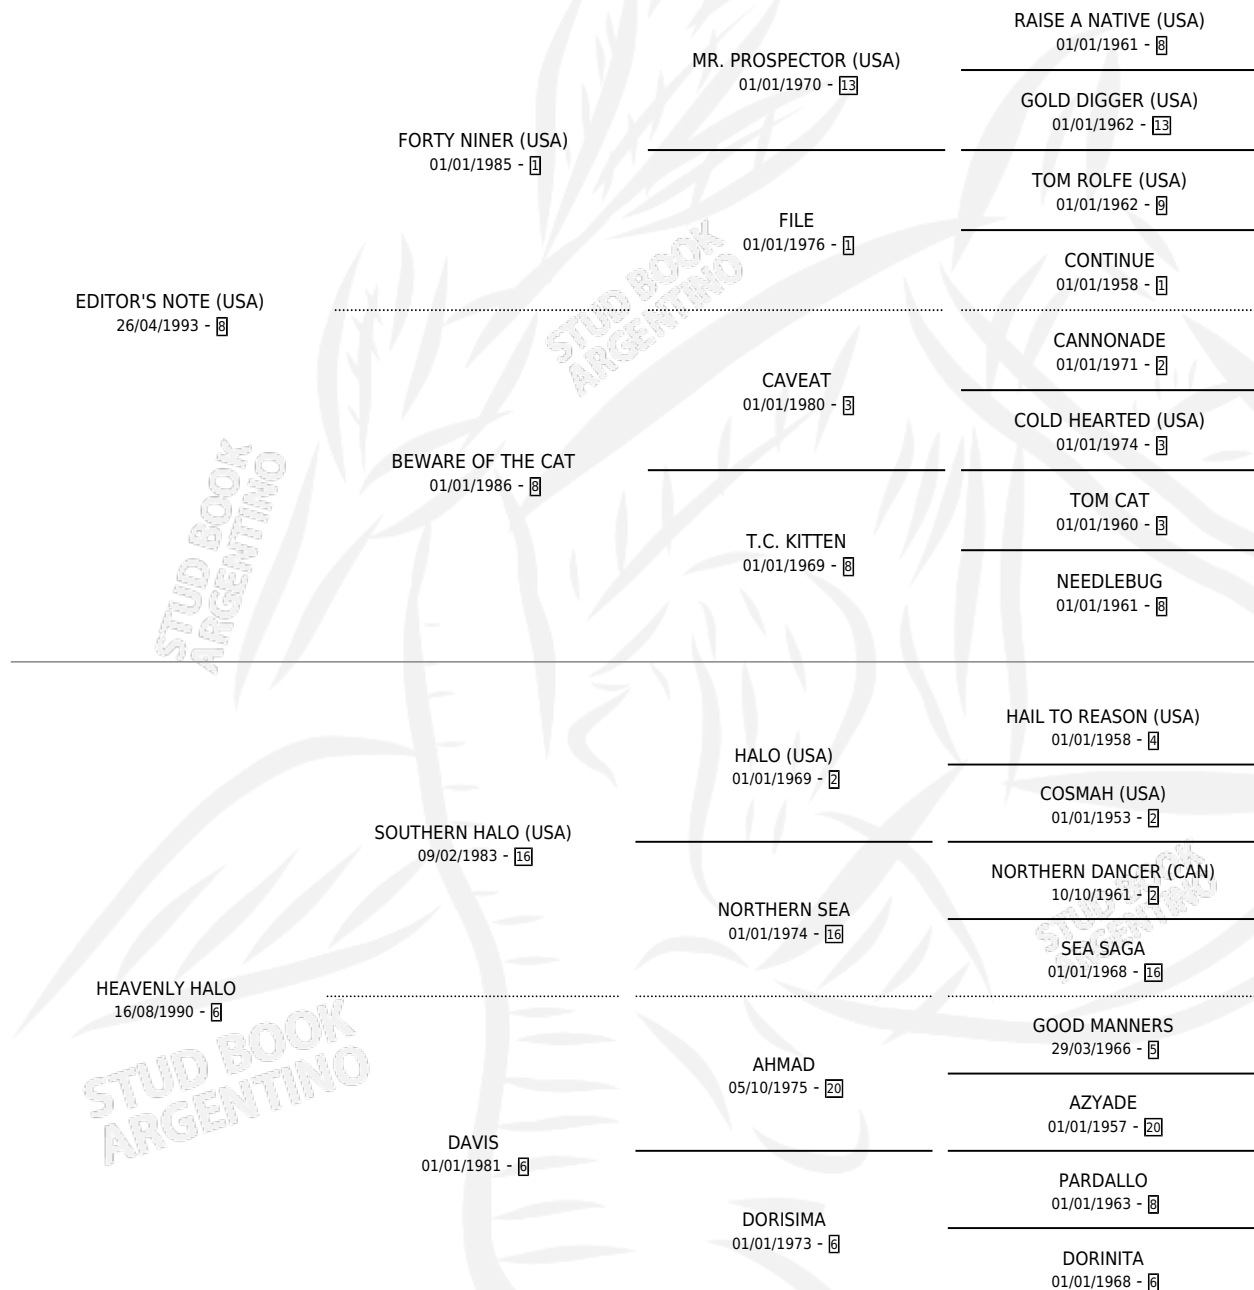 RAISE A NATIVE (USA)
01/01/1961 - 8
MR. PROSPECTOR (USA)
01/01/1970 - 13
GOLD DIGGER (USA)
01/01/1962 - 13
FORTY NINER (USA)
01/01/1985 - 1
TOM ROLFE (USA)
01/01/1962 - 9
FILE
01/01/1976 - 1
CONTINUE
01/01/1958 - 1
EDITOR'S NOTE (USA)
26/04/1993 - 8
STUD BOOK
ARGENTINO
CANNONADE
01/01/1971 - 2
CAVEAT
01/01/1980 - 3
COLD HEARTED (USA)
01/01/1974 - 3
BEWARE OF THE CAT
01/01/1986 - 8
TOM CAT
01/01/1960 - 3
T.C. KITTEN
01/01/1969 - 8
NEEDLEBUG
01/01/1961 - 8
STUD BOOK
ARGENTINO
HAIL TO REASON (USA)
01/01/1958 - 4
HALO (USA)
01/01/1969 - 2
COSMAH (USA)
01/01/1953 - 2
SOUTHERN HALO (USA)
09/02/1983 - 16
NORTHERN DANCER (CAN)
10/10/1961 - 2
NORTHERN SEA
01/01/1974 - 16
SEA SAGA
01/01/1968 - 16
STUD BOOK
ARGENTINO
HEAVENLY HALO
16/08/1990 - 6
GOOD MANNERS
29/03/1966 - 5
AHMAD
05/10/1975 - 20
AZYADE
01/01/1957 - 20
DAVIS
01/01/1981 - 6
PARDALLO
01/01/1963 - 8
DORISIMA
01/01/1973 - 6
DORINITA
01/01/1968 - 6
STUD BOOK
ARGENTINO